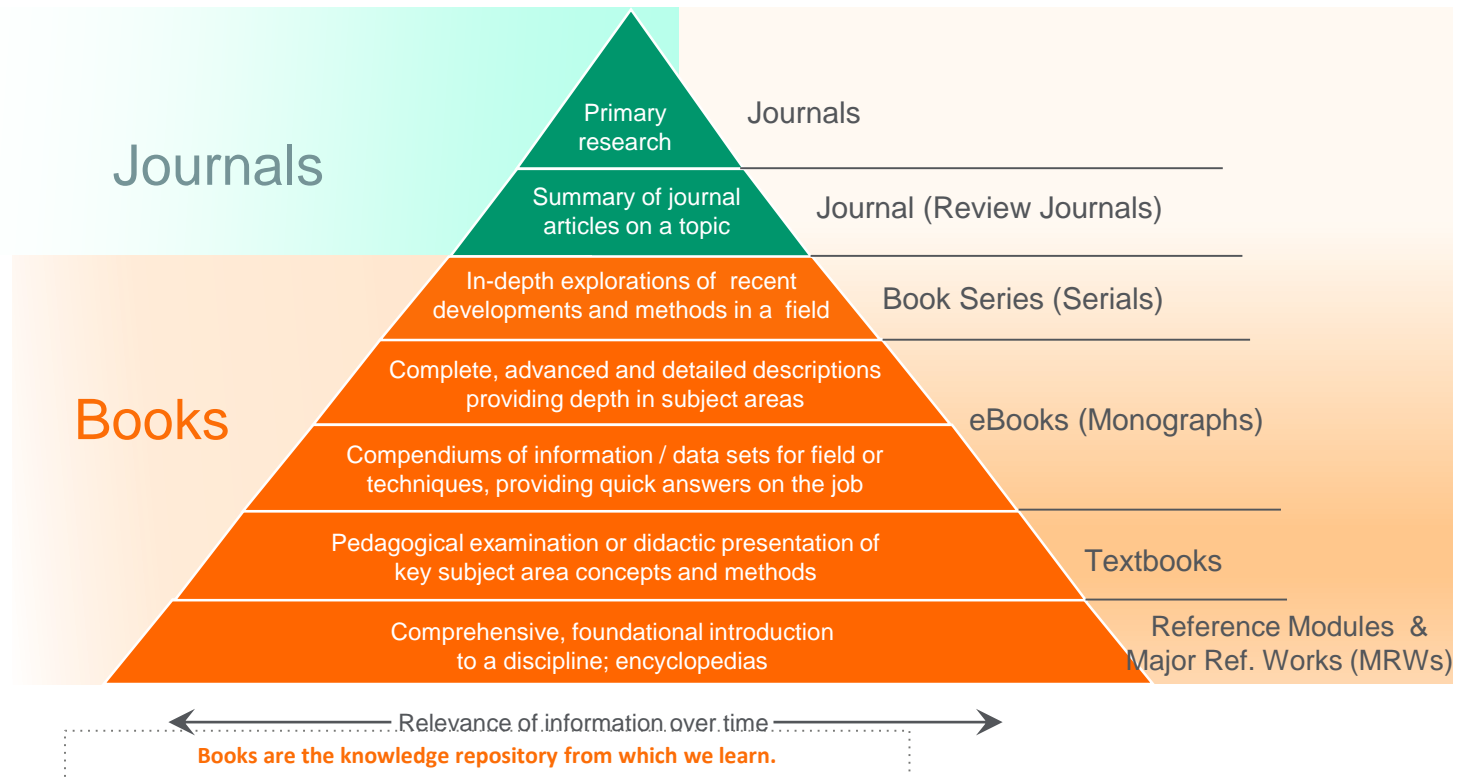 Journals
Primary
research
Journals
Summary of journal
articles on a topic
Journal (Review Journals)
Books
In-depth explorations of  recent
developments and methods in a  field
Book Series (Serials)
Complete, advanced and detailed descriptions
providing depth in subject areas
eBooks (Monographs)
Compendiums of information / data sets for field or
techniques, providing quick answers on the job
Pedagogical examination or didactic presentation of
key subject area concepts and methods
Textbooks
Comprehensive, foundational introduction
to a discipline; encyclopedias
Reference Modules  &
Major Ref. Works (MRWs)
Relevance of information over time
Books are the knowledge repository from which we learn.